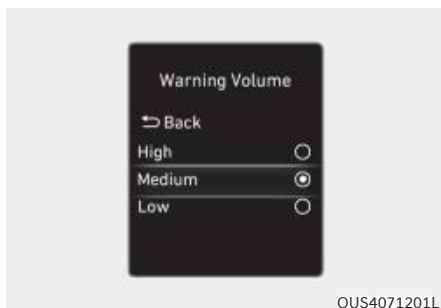 Warning Volume
Back
High
Medium
Low
OUS4071201L